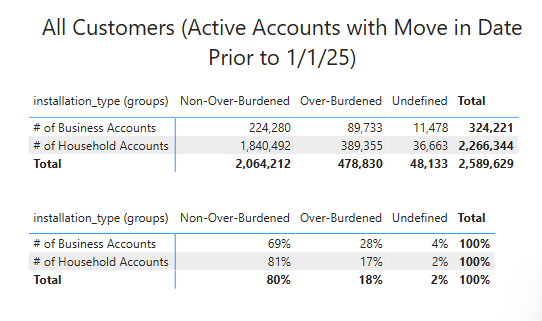 All Customers (Active Accounts with Move in Date
Prior to 1/1/25)
installation_type (groups) Non-Over-Burdened Over-Burdened Undefined Total
# of Business Accounts 224,280 89,733 11,478 324,221
# of Household Accounts 1,840,492 389,355 36,663 2,266,344
Total 2,064,212 478,830 48,133 2,589,629
installation_type (groups) Non-Over-Burdened Over-Burdened Undefined Total
# of Business Accounts 69% 28% 4% 100%
# of Household Accounts 81% 17% 2% 100%
Total 80% 18% 2% 100%